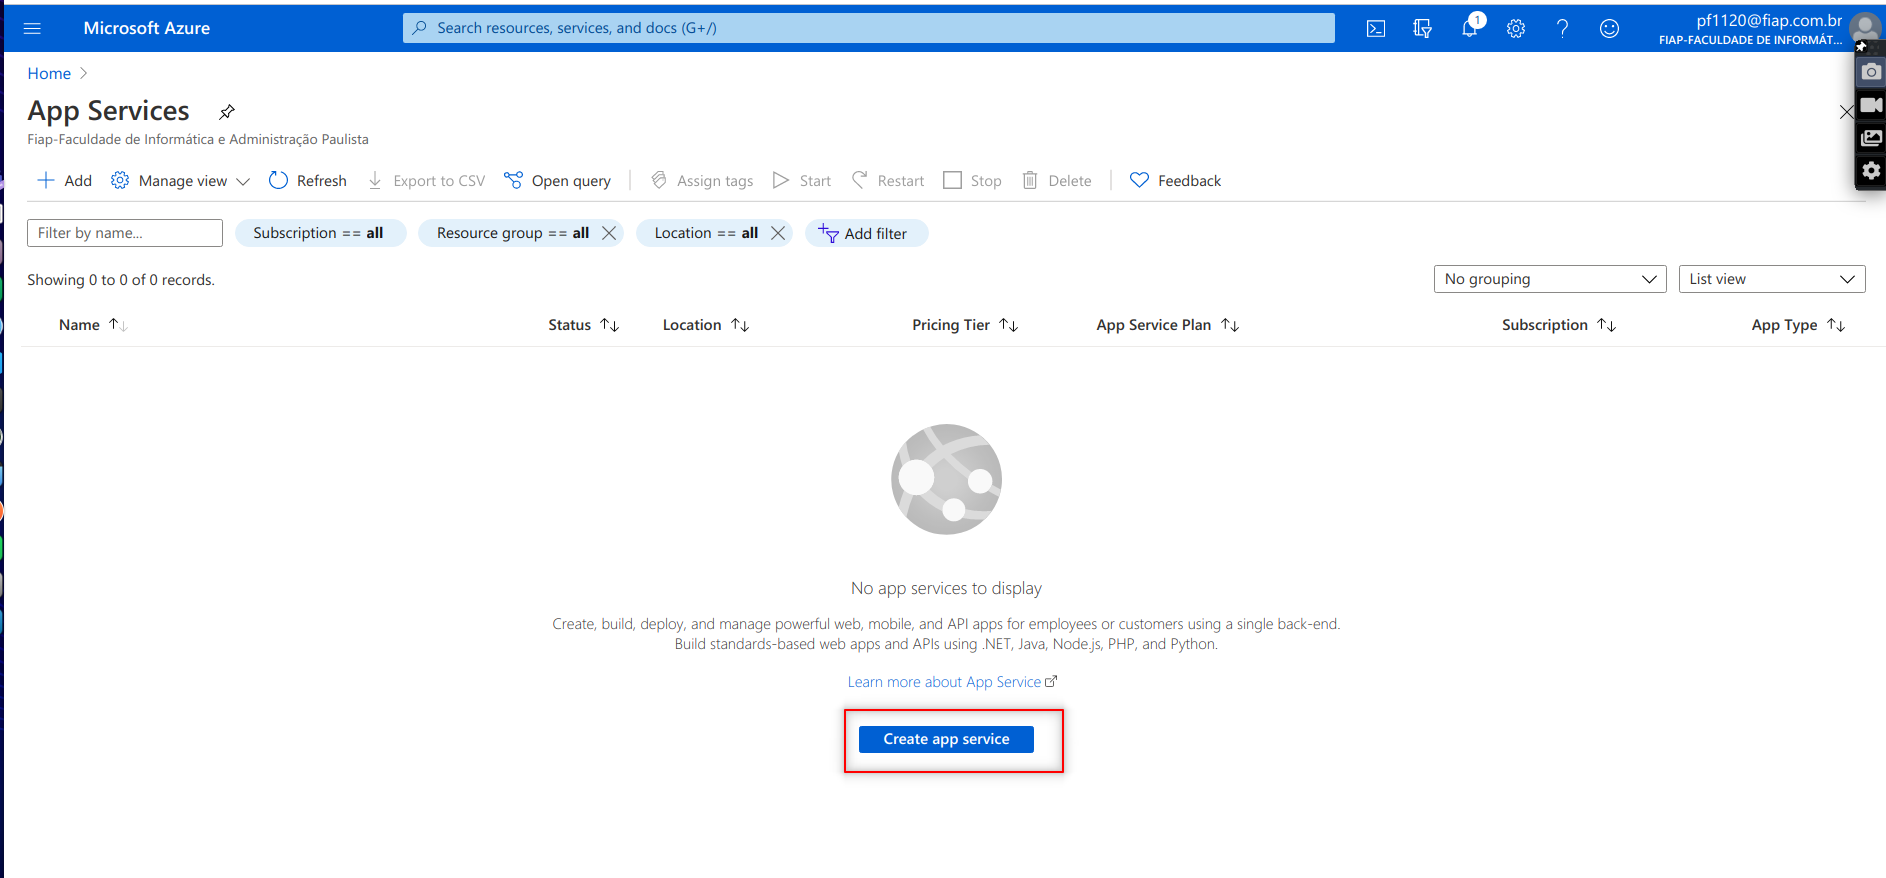 Microsoft Azure
Search resources, services, and docs (G+/)
1
pf1120@fiap.com.br
FIAP-FACULDADE DE INFORMÁT...
Home
App Services
Fiap-Faculdade de Informática e Administração Paulista
Add Manage view Refresh Export to CSV Open query Assign tags Start Restart Stop Delete Feedback
Filter by name... Subscription == all Resource group == all Location == all Add filter
Showing 0 to 0 of 0 records. No grouping List view
Name Status Location Pricing Tier App Service Plan Subscription App Type
No app services to display
Create, build, deploy, and manage powerful web, mobile, and API apps for employees or customers using a single back-end.
Build standards-based web apps and APIs using .NET, Java, Node.js, PHP, and Python.
Learn more about App Service
Create app service